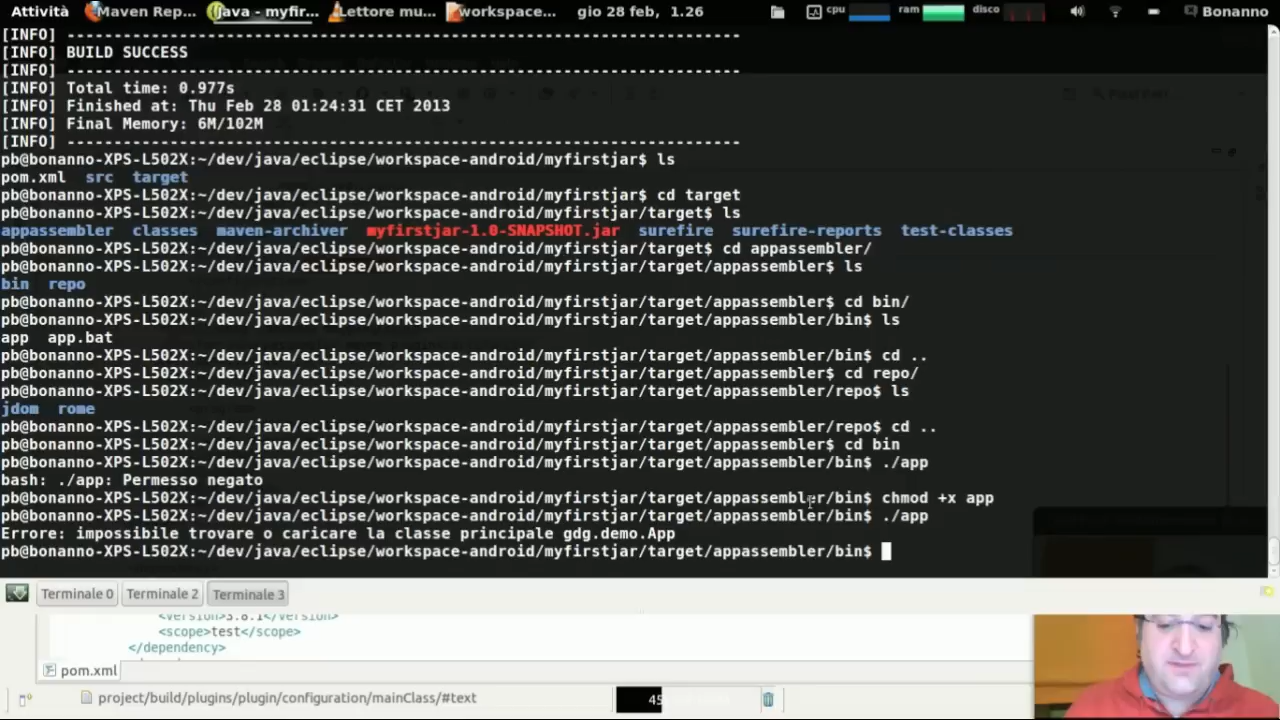 Attività Maven Rep... java - myfir... Lettore mu... workspace... gio 28 feb, 1.26 cpu ram disco Bonanno
[INFO] ------------------------------------------------------------------------
[INFO] BUILD SUCCESS
[INFO] ------------------------------------------------------------------------
[INFO] Total time: 0.977s
[INFO] Finished at: Thu Feb 28 01:24:31 CET 2013
[INFO] Final Memory: 6M/102M
[INFO] ------------------------------------------------------------------------
pb@bonanno-XPS-L502X:~/dev/java/eclipse/workspace-android/myfirstjar$ ls
pom.xml src target
pb@bonanno-XPS-L502X:~/dev/java/eclipse/workspace-android/myfirstjar$ cd target
pb@bonanno-XPS-L502X:~/dev/java/eclipse/workspace-android/myfirstjar/target$ ls
appassembler classes maven-archiver myfirstjar-1.0-SNAPSHOT.jar surefire surefire-reports test-classes
pb@bonanno-XPS-L502X:~/dev/java/eclipse/workspace-android/myfirstjar/target$ cd appassembler/
pb@bonanno-XPS-L502X:~/dev/java/eclipse/workspace-android/myfirstjar/target/appassembler$ ls
bin repo
pb@bonanno-XPS-L502X:~/dev/java/eclipse/workspace-android/myfirstjar/target/appassembler$ cd bin/
pb@bonanno-XPS-L502X:~/dev/java/eclipse/workspace-android/myfirstjar/target/appassembler/bin$ ls
app app.bat
pb@bonanno-XPS-L502X:~/dev/java/eclipse/workspace-android/myfirstjar/target/appassembler/bin$ cd ..
pb@bonanno-XPS-L502X:~/dev/java/eclipse/workspace-android/myfirstjar/target/appassembler$ cd repo/
pb@bonanno-XPS-L502X:~/dev/java/eclipse/workspace-android/myfirstjar/target/appassembler/repo$ ls
jdom rome
pb@bonanno-XPS-L502X:~/dev/java/eclipse/workspace-android/myfirstjar/target/appassembler/repo$ cd ..
pb@bonanno-XPS-L502X:~/dev/java/eclipse/workspace-android/myfirstjar/target/appassembler$ cd bin
pb@bonanno-XPS-L502X:~/dev/java/eclipse/workspace-android/myfirstjar/target/appassembler/bin$ ./app
bash: ./app: Permesso negato
pb@bonanno-XPS-L502X:~/dev/java/eclipse/workspace-android/myfirstjar/target/appassembler/bin$ chmod +x app
pb@bonanno-XPS-L502X:~/dev/java/eclipse/workspace-android/myfirstjar/target/appassembler/bin$ ./app
Errore: impossibile trovare o caricare la classe principale gdg.demo.App
pb@bonanno-XPS-L502X:~/dev/java/eclipse/workspace-android/myfirstjar/target/appassembler/bin$
Terminale 0 Terminale 2 Terminale 3
<version>3.8.1</version>
<scope>test</scope>
</dependency>
pom.xml
project/build/plugins/plugin/configuration/mainClass/#text